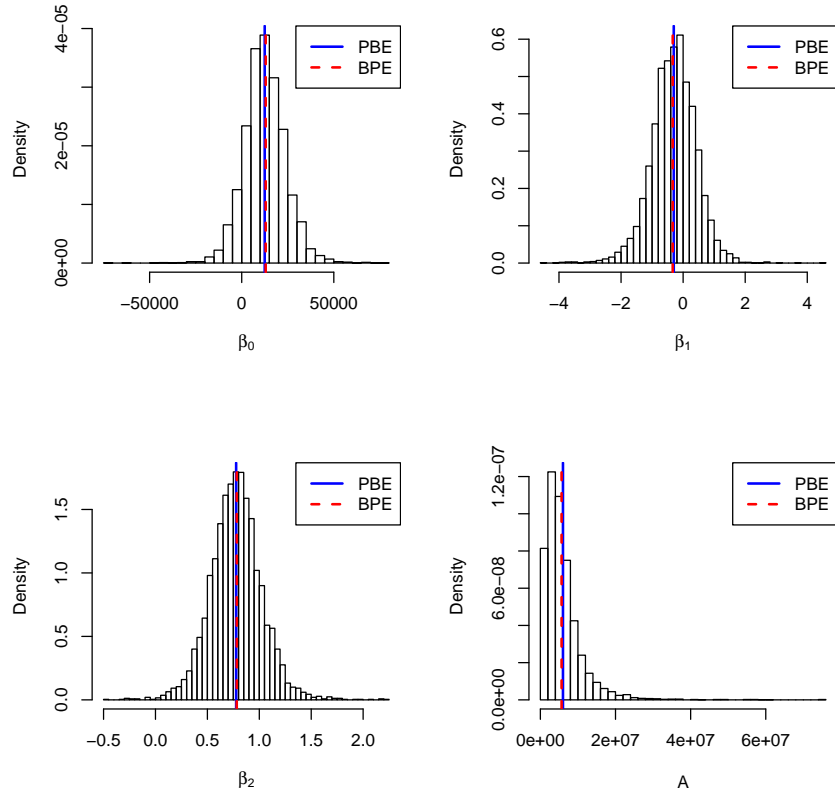 PBE
BPE
Density
0e+00 2e−05 4e−05
−50000 0 50000
β0
PBE
BPE
Density
0.0 0.2 0.4 0.6
−4 −2 0 2 4
β1
PBE
BPE
Density
0.0 0.5 1.0 1.5
−0.5 0.0 0.5 1.0 1.5 2.0
β2
PBE
BPE
Density
0.0e+00 6.0e−08 1.2e−07
0e+00 2e+07 4e+07 6e+07
A